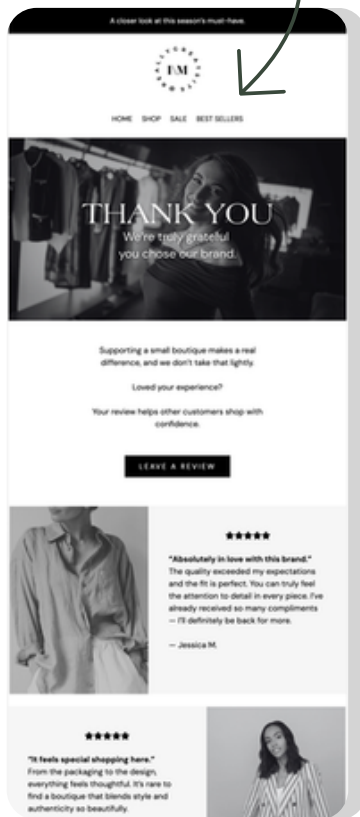 A closer look at this season's must-have.
HOME SHOP SALE BEST SELLERS
THANK YOU
We're truly grateful
you chose our brand.
Supporting a small boutique makes a real
difference, and we don't take that lightly.
Loved your experience?
Your review helps other customers shop with
confidence.
LEAVE A REVIEW
"Absolutely in love with this brand."
The quality exceeded my expectations
and the fit is perfect. You can truly feel
the attention to detail in every piece. I've
already received so many compliments
— I'll definitely be back for more.
— Jessica M.
"It feels special shopping here."
From the packaging to the design,
everything feels thoughtful. It's rare to
find a boutique that blends style and
authenticity so beautifully.